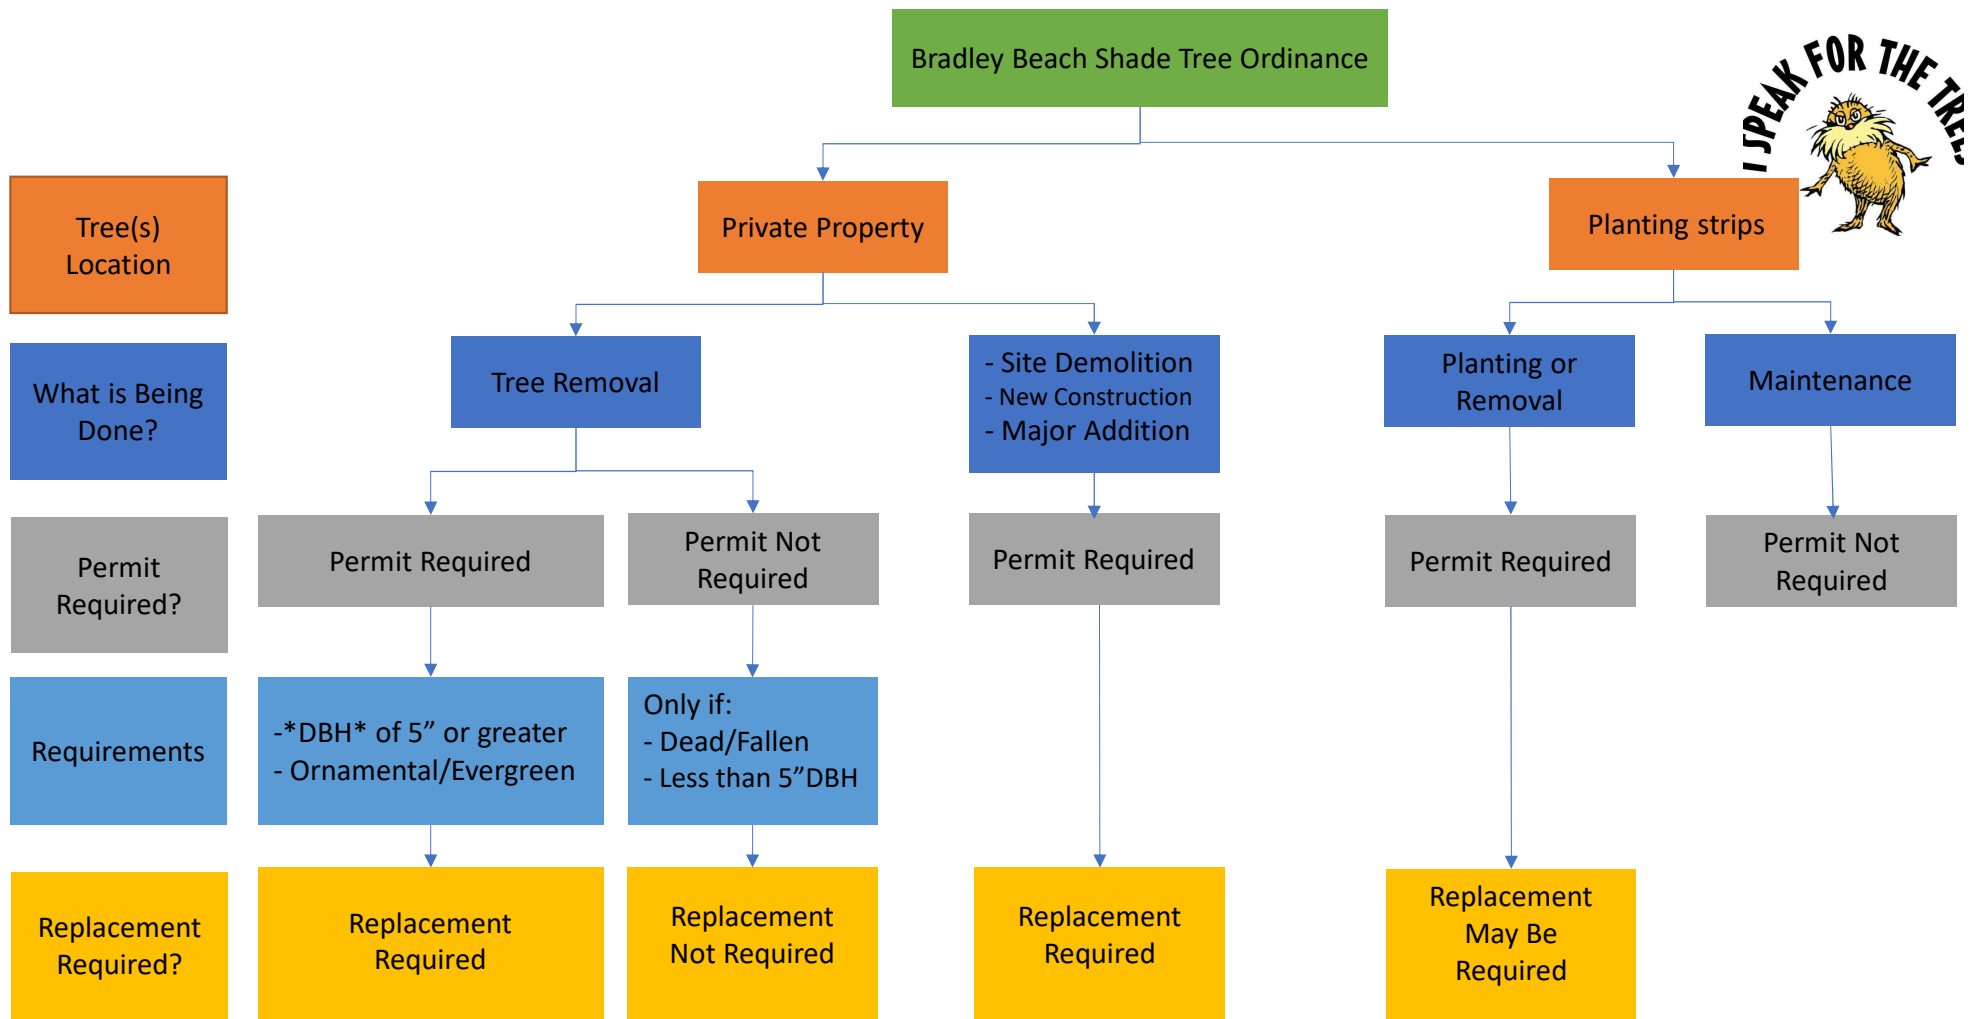 Bradley Beach Shade Tree Ordinance
I SPEAK FOR THE TREES
Tree(s)
Location
Private Property
Planting strips
What is Being
Done?
Tree Removal
- Site Demolition
- New Construction
- Major Addition
Planting or
Removal
Maintenance
Permit
Required?
Permit Required
Permit Not
Required
Permit Required
Permit Required
Permit Not
Required
Requirements
-*DBH* of 5” or greater
- Ornamental/Evergreen
Only if:
- Dead/Fallen
- Less than 5”DBH
Replacement
Required?
Replacement
Required
Replacement
Not Required
Replacement
Required
Replacement
May Be
Required